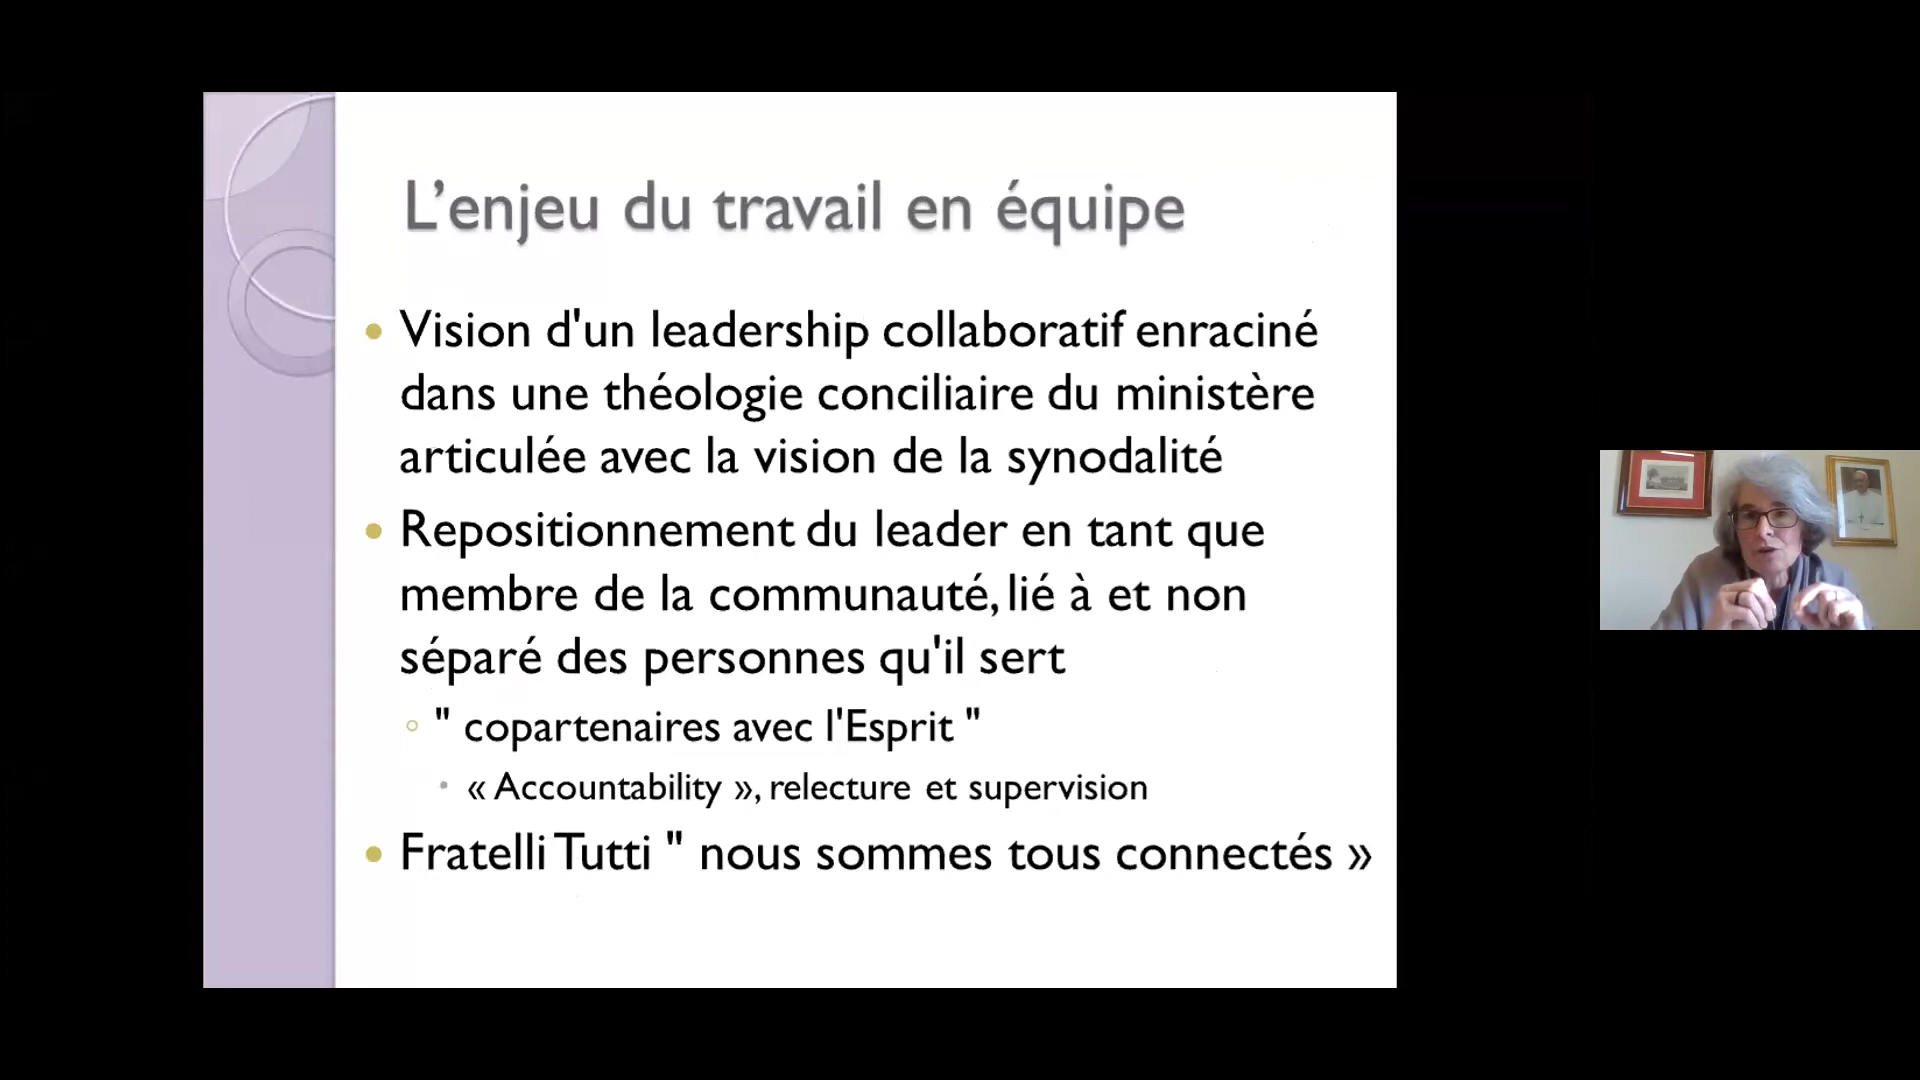 L’enjeu du travail en équipe
• Vision d'un leadership collaboratif enraciné
dans une théologie conciliaire du ministère
articulée avec la vision de la synodalité
• Repositionnement du leader en tant que
membre de la communauté, lié à et non
séparé des personnes qu'il sert
◦ " copartenaires avec l'Esprit "
• « Accountability », relecture et supervision
• Fratelli Tutti " nous sommes tous connectés »